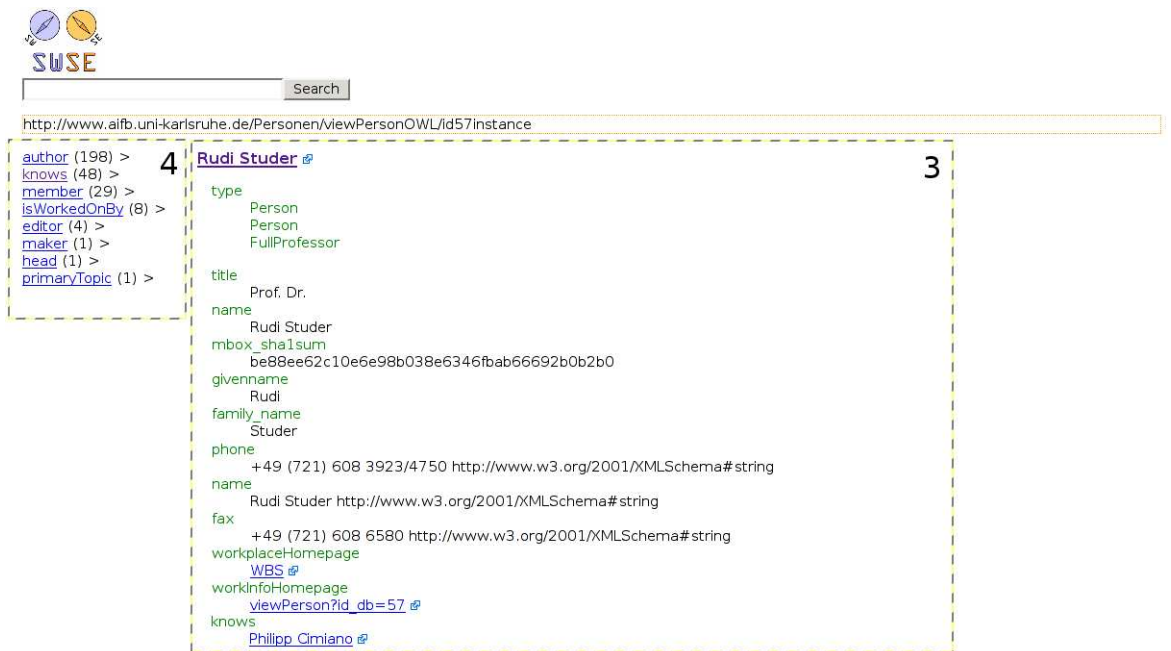 SW SE
SWSE
Search
http://www.aifb.uni-karlsruhe.de/Personen/viewPersonOWL/id57instance
author (198) >
knows (48) >
member (29) >
isWorkedOnBy (8) >
editor (4) >
maker (1) >
head (1) >
primaryTopic (1) >
4
Rudi Studer
3
type
Person
Person
FullProfessor
title
Prof. Dr.
name
Rudi Studer
mbox_sha1sum
be88ee62c10e6e98b038e6346fbab66692b0b2b0
givenname
Rudi
family_name
Studer
phone
+49 (721) 608 3923/4750 http://www.w3.org/2001/XMLSchema#string
name
Rudi Studer http://www.w3.org/2001/XMLSchema#string
fax
+49 (721) 608 6580 http://www.w3.org/2001/XMLSchema#string
workplaceHomepage
WBS
workInfoHomepage
viewPerson?id_db=57
knows
Philipp Cimiano